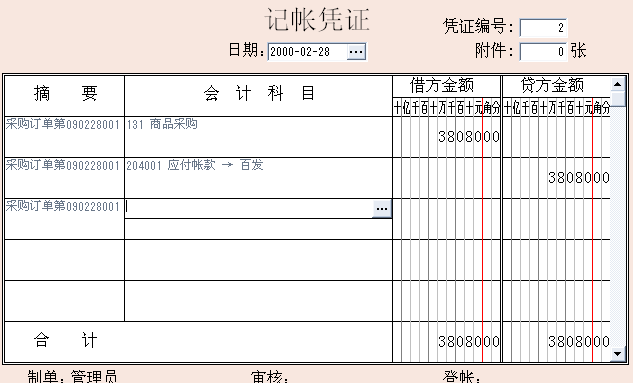 记帐凭证
凭证编号: 2
日期: 2000-02-28 ...
附件: 0 张
摘 要 会 计 科 目 借方金额 贷方金额
十亿千百十万千百十元角分 十亿千百十万千百十元角分
采购订单第090228001 131 商品采购 3808000
采购订单第090228001 204001 应付帐款 → 百发 3808000
采购订单第090228001 ...
合 计 3808000 3808000
制单: 管理员 审核: 登帐: